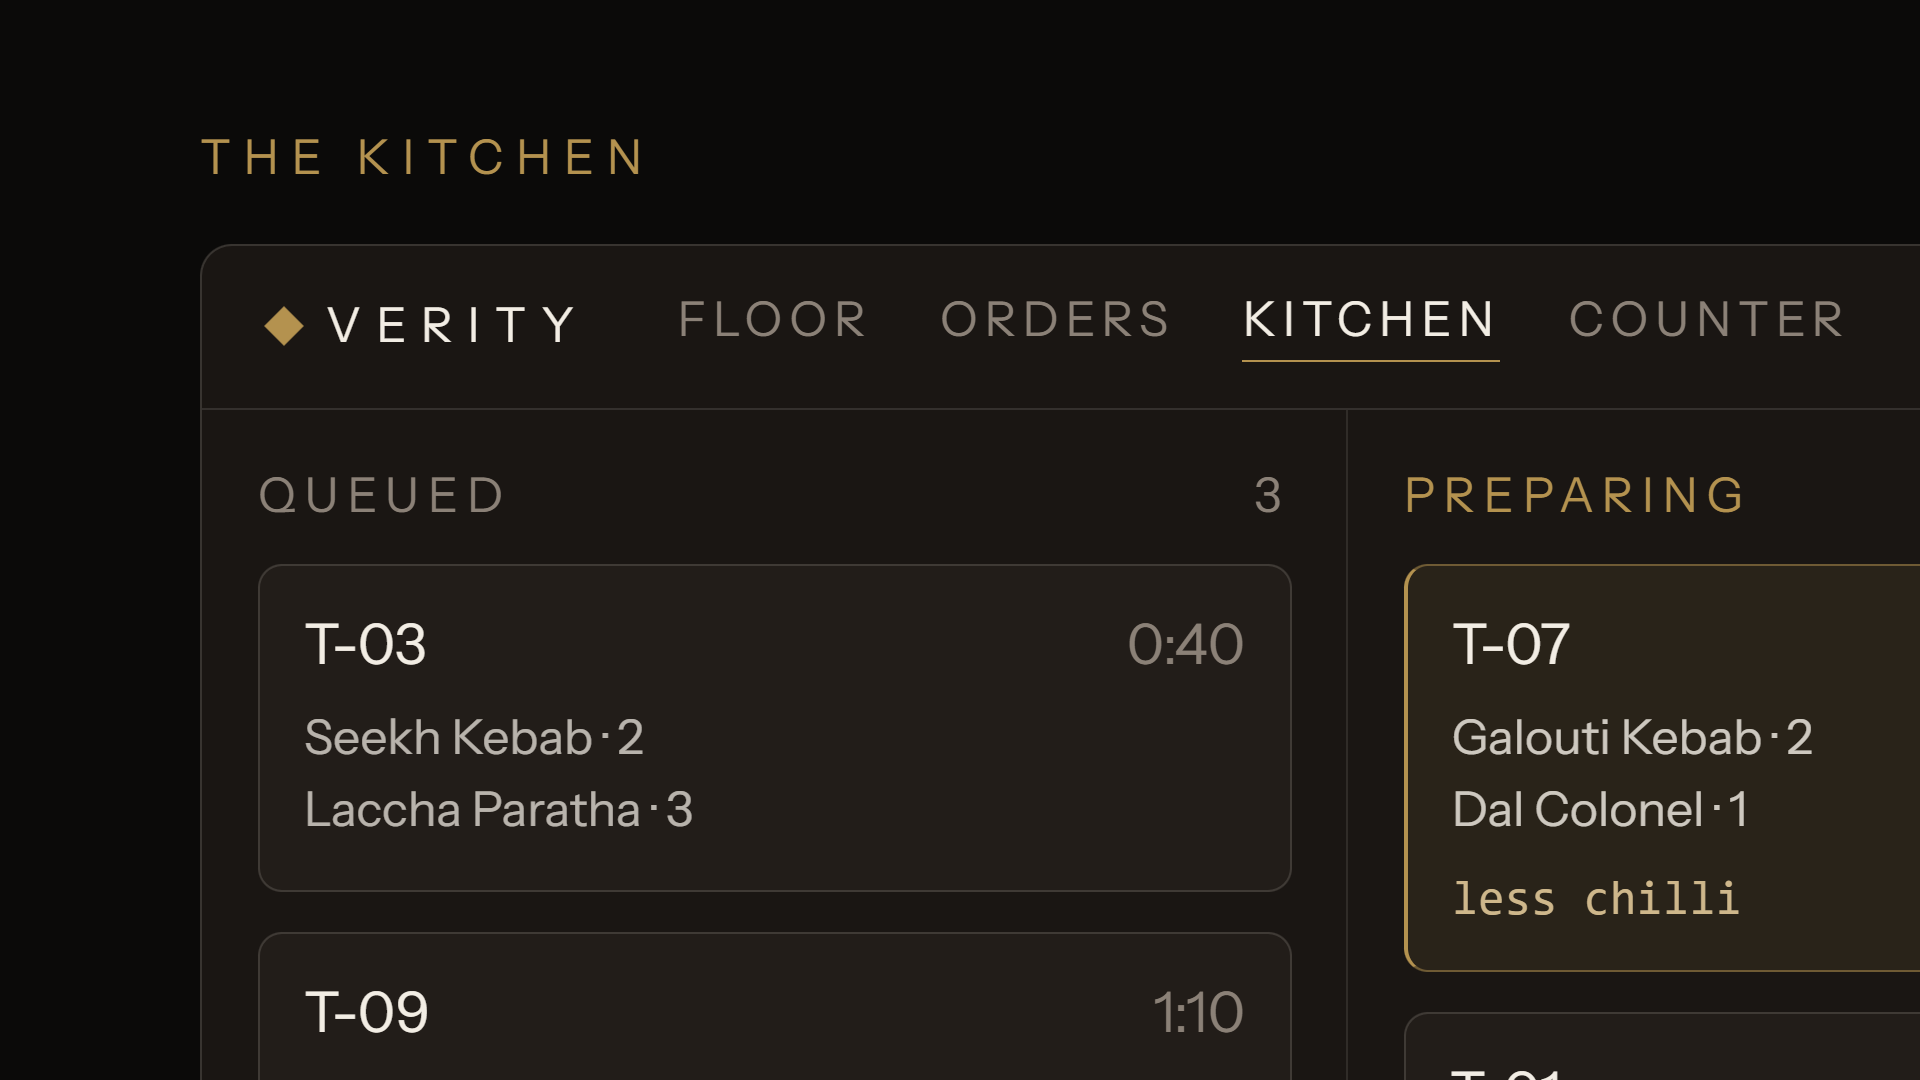 THE KITCHEN
VERITY FLOOR ORDERS KITCHEN COUNTER
QUEUED 3
T-03 0:40
Seekh Kebab · 2
Laccha Paratha · 3
T-09 1:10
PREPARING
T-07
Galouti Kebab · 2
Dal Colonel · 1
less chilli